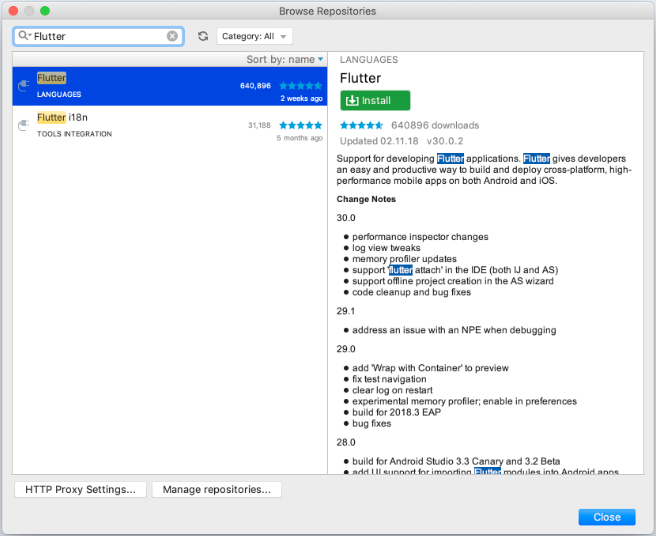 Browse Repositories
Flutter
Category: All
Sort by: name
Flutter
LANGUAGES
640,896
2 weeks ago
Flutter i18n
TOOLS INTEGRATION
31,188
5 months ago
LANGUAGES
Flutter
Install
640896 downloads
Updated 02.11.18 v30.0.2
Support for developing Flutter applications. Flutter gives developers
an easy and productive way to build and deploy cross-platform, high-
performance mobile apps on both Android and iOS.
Change Notes
30.0
● performance inspector changes
● log view tweaks
● memory profiler updates
● support 'flutter attach' in the IDE (both IJ and AS)
● support offline project creation in the AS wizard
● code cleanup and bug fixes
29.1
● address an issue with an NPE when debugging
29.0
● add 'Wrap with Container' to preview
● fix test navigation
● clear log on restart
● experimental memory profiler; enable in preferences
● build for 2018.3 EAP
● bug fixes
28.0
● build for Android Studio 3.3 Canary and 3.2 Beta
● add UI support for importing Flutter modules into Android apps
HTTP Proxy Settings...
Manage repositories...
Close